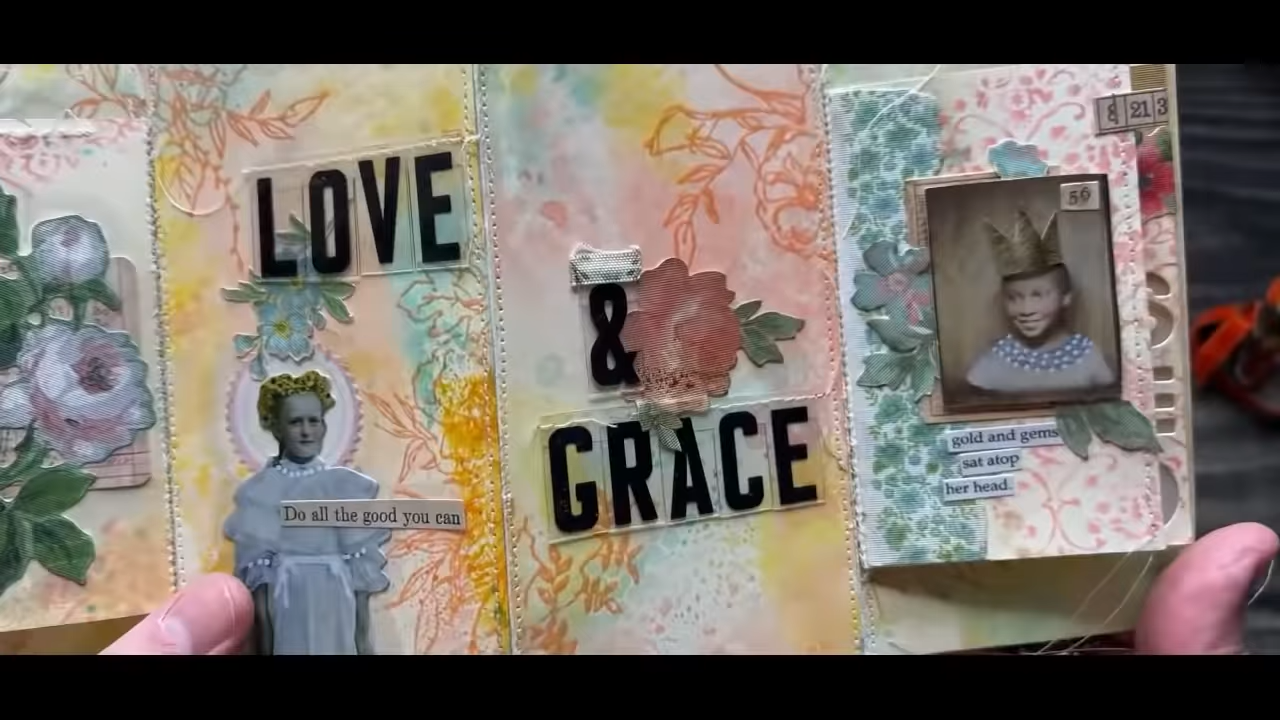 LOVE
Do all the good you can
&
GRACE
56
gold and gems
sat atop
her head.
8 21 3